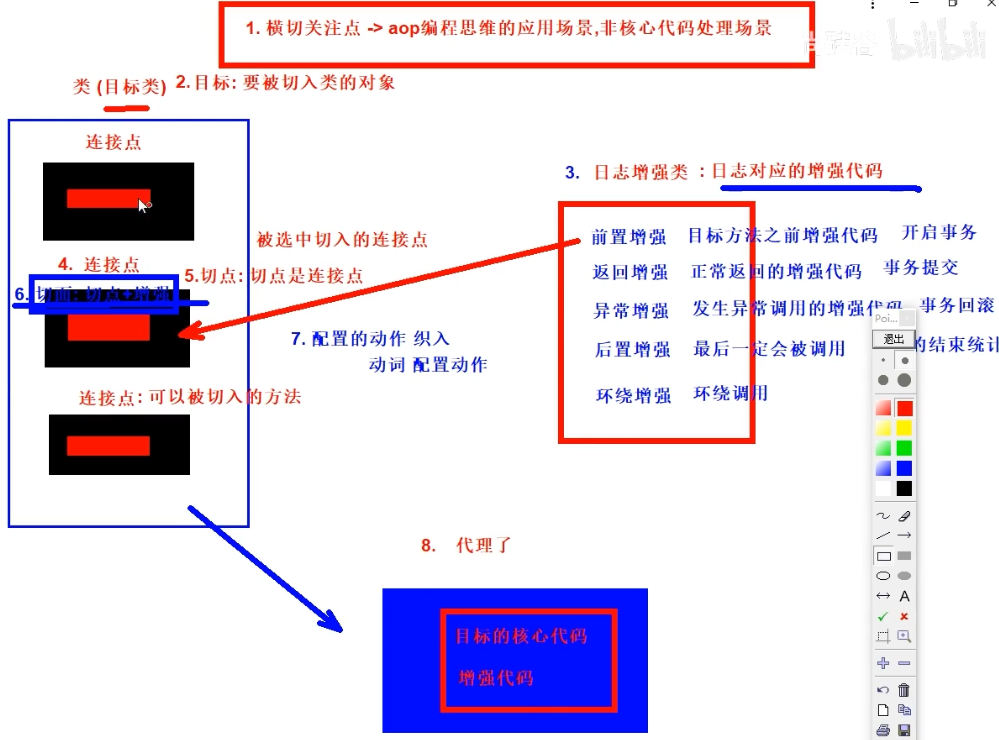 1. 横切关注点 -> aop编程思维的应用场景,非核心代码处理场景
bilibili
类 (目标类)
2.目标: 要被切入类的对象
连接点
3. 日志增强类 : 日志对应的增强代码
前置增强 目标方法之前增强代码 开启事务
被选中切入的连接点
返回增强 正常返回的增强代码 事务提交
4. 连接点
5.切点: 切点是连接点
6. 切面: 切点+增强
异常增强 发生异常调用的增强代码 事务回滚
Poi...
退出
7. 配置的动作 织入
动词 配置动作
后置增强 最后一定会被调用 的结束统计
连接点: 可以被切入的方法
环绕增强 环绕调用
A
8. 代理了
目标的核心代码
增强代码